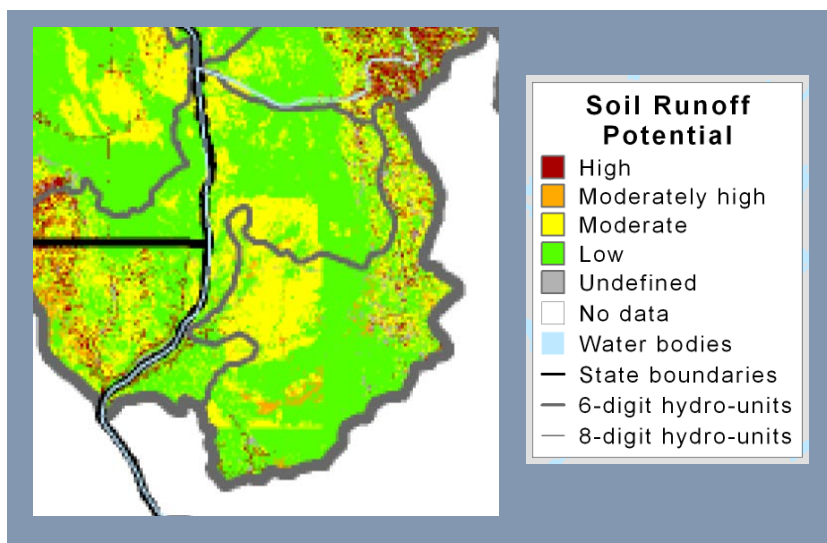 Soil Runoff
Potential
High
Moderately high
Moderate
Low
Undefined
No data
Water bodies
State boundaries
6-digit hydro-units
8-digit hydro-units